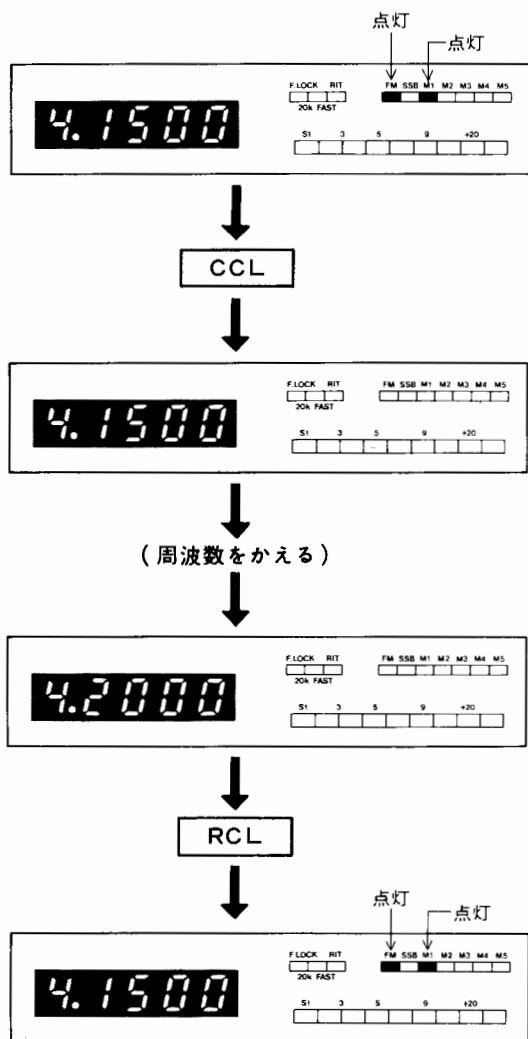 点灯
点灯
F.LOCK RIT FM SSB M1 M2 M3 M4 M5
20k FAST
4.1500
S1 3 5 9 +20
CCL
F.LOCK RIT FM SSB M1 M2 M3 M4 M5
20k FAST
4.1500
S1 3 5 9 +20
(周波数をかえる)
F.LOCK RIT FM SSB M1 M2 M3 M4 M5
20k FAST
4.2000
S1 3 5 9 +20
RCL
点灯
点灯
F.LOCK RIT FM SSB M1 M2 M3 M4 M5
20k FAST
4.1500
S1 3 5 9 +20